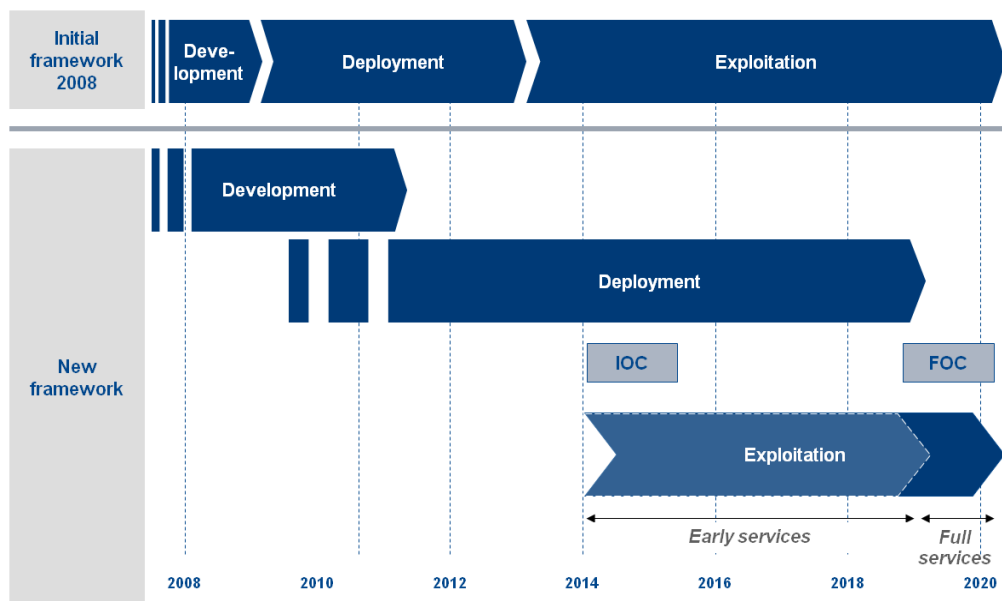 Initial
framework
2008
Deve-
lopment
Deployment
Exploitation
New
framework
Development
Deployment
IOC
FOC
Exploitation
Early services
Full
services
2008
2010
2012
2014
2016
2018
2020